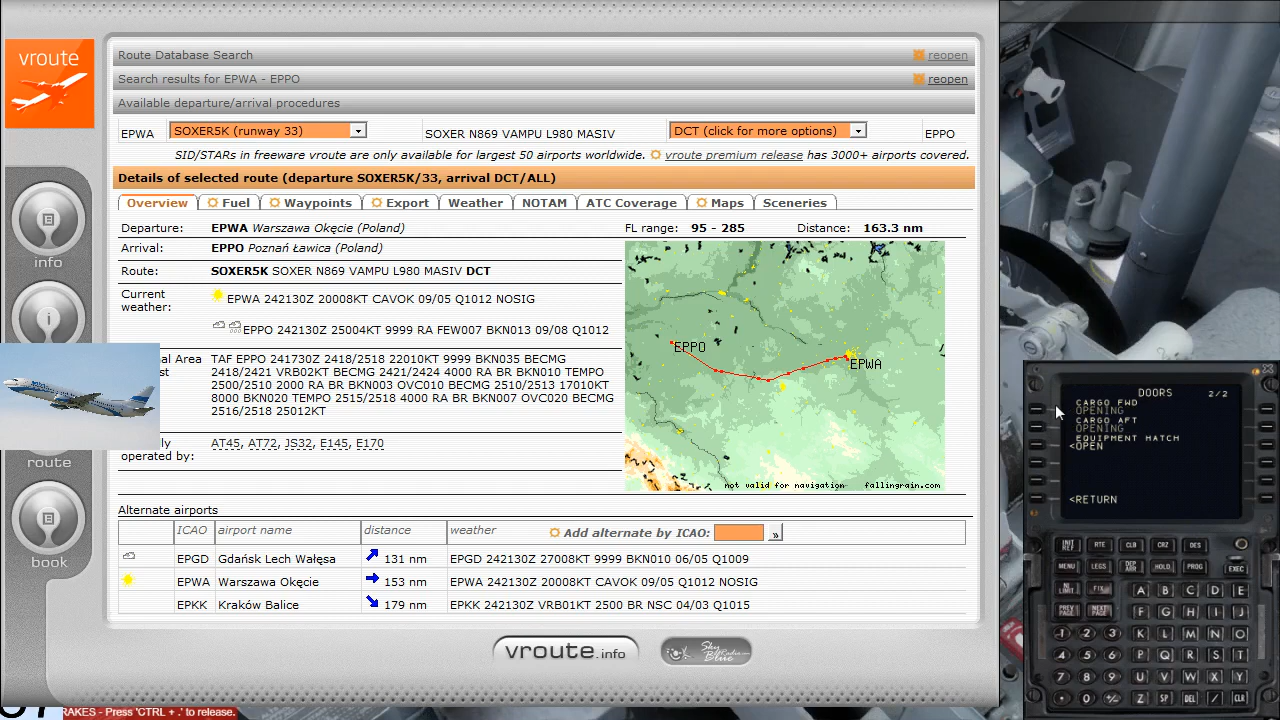 vroute
Route Database Search
reopen
Search results for EPWA - EPPO
reopen
Available departure/arrival procedures
EPWA
SOXER5K (runway 33)
SOXER N869 VAMPU L980 MASIV
DCT (click for more options)
EPPO
SID/STARs in freeware vroute are only available for largest 50 airports worldwide. vroute premium release has 3000+ airports covered.
Details of selected route (departure SOXER5K/33, arrival DCT/ALL)
Overview Fuel Waypoints Export Weather NOTAM ATC Coverage Maps Sceneries
Departure: EPWA Warszawa Okęcie (Poland)
FL range: 95 - 285 Distance: 163.3 nm
Arrival: EPPO Poznań Ławica (Poland)
Route: SOXER5K SOXER N869 VAMPU L980 MASIV DCT
Current weather:
EPWA 242130Z 20008KT CAVOK 09/05 Q1012 NOSIG
EPPO 242130Z 25004KT 9999 RA FEW007 BKN013 09/08 Q1012
al Area
st
TAF EPPO 241730Z 2418/2518 22010KT 9999 BKN035 BECMG
2418/2421 VRB02KT BECMG 2421/2424 4000 RA BR BKN010 TEMPO
2500/2510 2000 RA BR BKN003 OVC010 BECMG 2510/2513 17010KT
8000 BKN020 TEMPO 2515/2518 4000 RA BR BKN007 OVC020 BECMG
2516/2518 25012KT
ly
operated by:
AT45, AT72, JS32, E145, E170
EPPO
EPWA
not valid for navigation fallingrain.com
Alternate airports
ICAO airport name distance weather Add alternate by ICAO: »
EPGD Gdańsk Lech Wałęsa 131 nm EPGD 242130Z 27008KT 9999 BKN010 06/05 Q1009
EPWA Warszawa Okęcie 153 nm EPWA 242130Z 20008KT CAVOK 09/05 Q1012 NOSIG
EPKK Kraków Balice 179 nm EPKK 242130Z VRB01KT 2500 BR NSC 04/03 Q1015
info
route
book
vroute.info
Sky Blue Radio
RAKES - Press 'CTRL + .' to release.
DOORS 2/2
CARGO FWD
OPENING
CARGO AFT
OPENING
EQUIPMENT HATCH
<OPEN
<RETURN
INIT REF RTE CLB CRZ DES
MENU LEGS DEP ARR HOLD PROG EXEC
N1 LIMIT FIX A B C D E
PREV PAGE NEXT PAGE F G H I J
1 2 3 K L M N O
4 5 6 P Q R S T
7 8 9 U V W X Y
. 0 +/- Z SP DEL / CLR